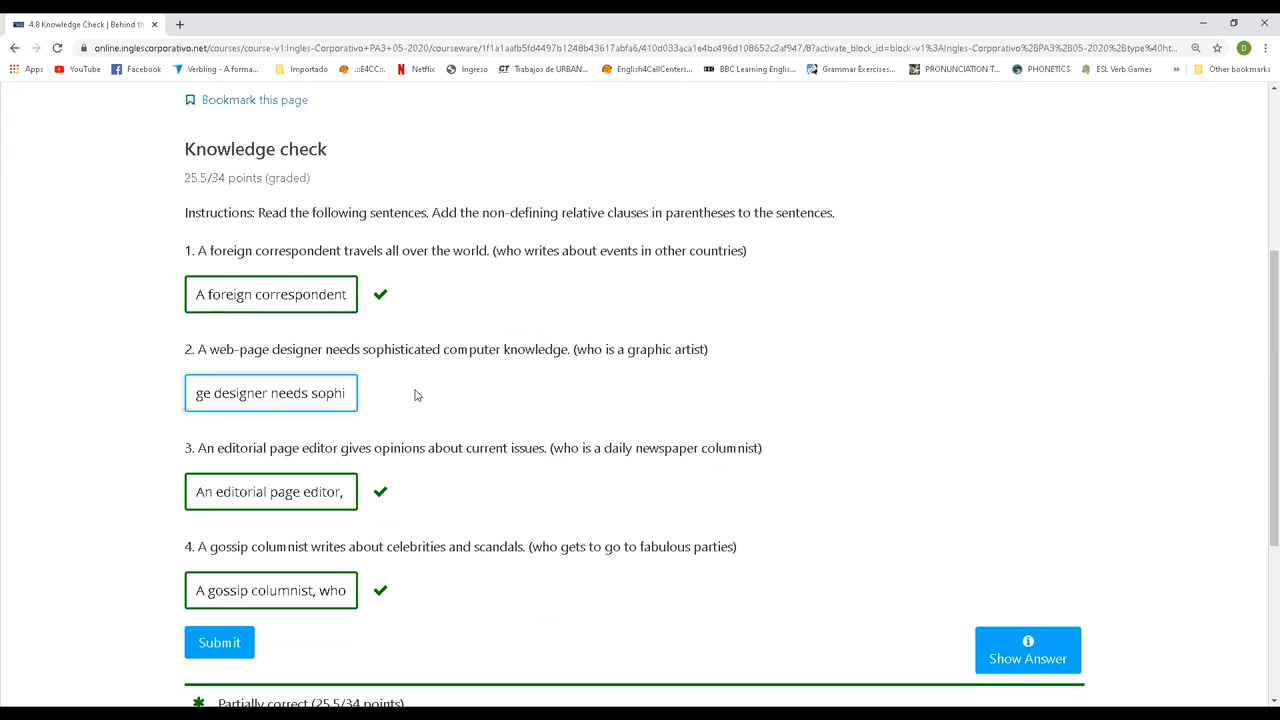 4.8 Knowledge Check | Behind th
online.inglescorporativo.net/courses/course-v1:Ingles-Corporativo+PA3+05-2020/courseware/1f1a1aafb5fd4497b1248b43617abfa6/410d033aca1e4bc496d108652c2af947/8?activate_block_id=block-v1%3AIngles-Corporativo%2BPA3%2B05-2020%2Btype%40ht...
D
Apps YouTube Facebook Verbling - A forma... Importado .::E4CC::. Netflix Ingreso CT Trabajos de URBAN... English4CallCenters... BBC Learning Englis... Grammar Exercises... PRONUNCIATION T... PHONETICS ESL Verb Games » Other bookmarks
Bookmark this page
Knowledge check
25.5/34 points (graded)
Instructions: Read the following sentences. Add the non-defining relative clauses in parentheses to the sentences.
1. A foreign correspondent travels all over the world. (who writes about events in other countries)
A foreign correspondent
2. A web-page designer needs sophisticated computer knowledge. (who is a graphic artist)
ge designer needs sophi
3. An editorial page editor gives opinions about current issues. (who is a daily newspaper columnist)
An editorial page editor,
4. A gossip columnist writes about celebrities and scandals. (who gets to go to fabulous parties)
A gossip columnist, who
Submit
Show Answer
Partially correct (25.5/34 points)